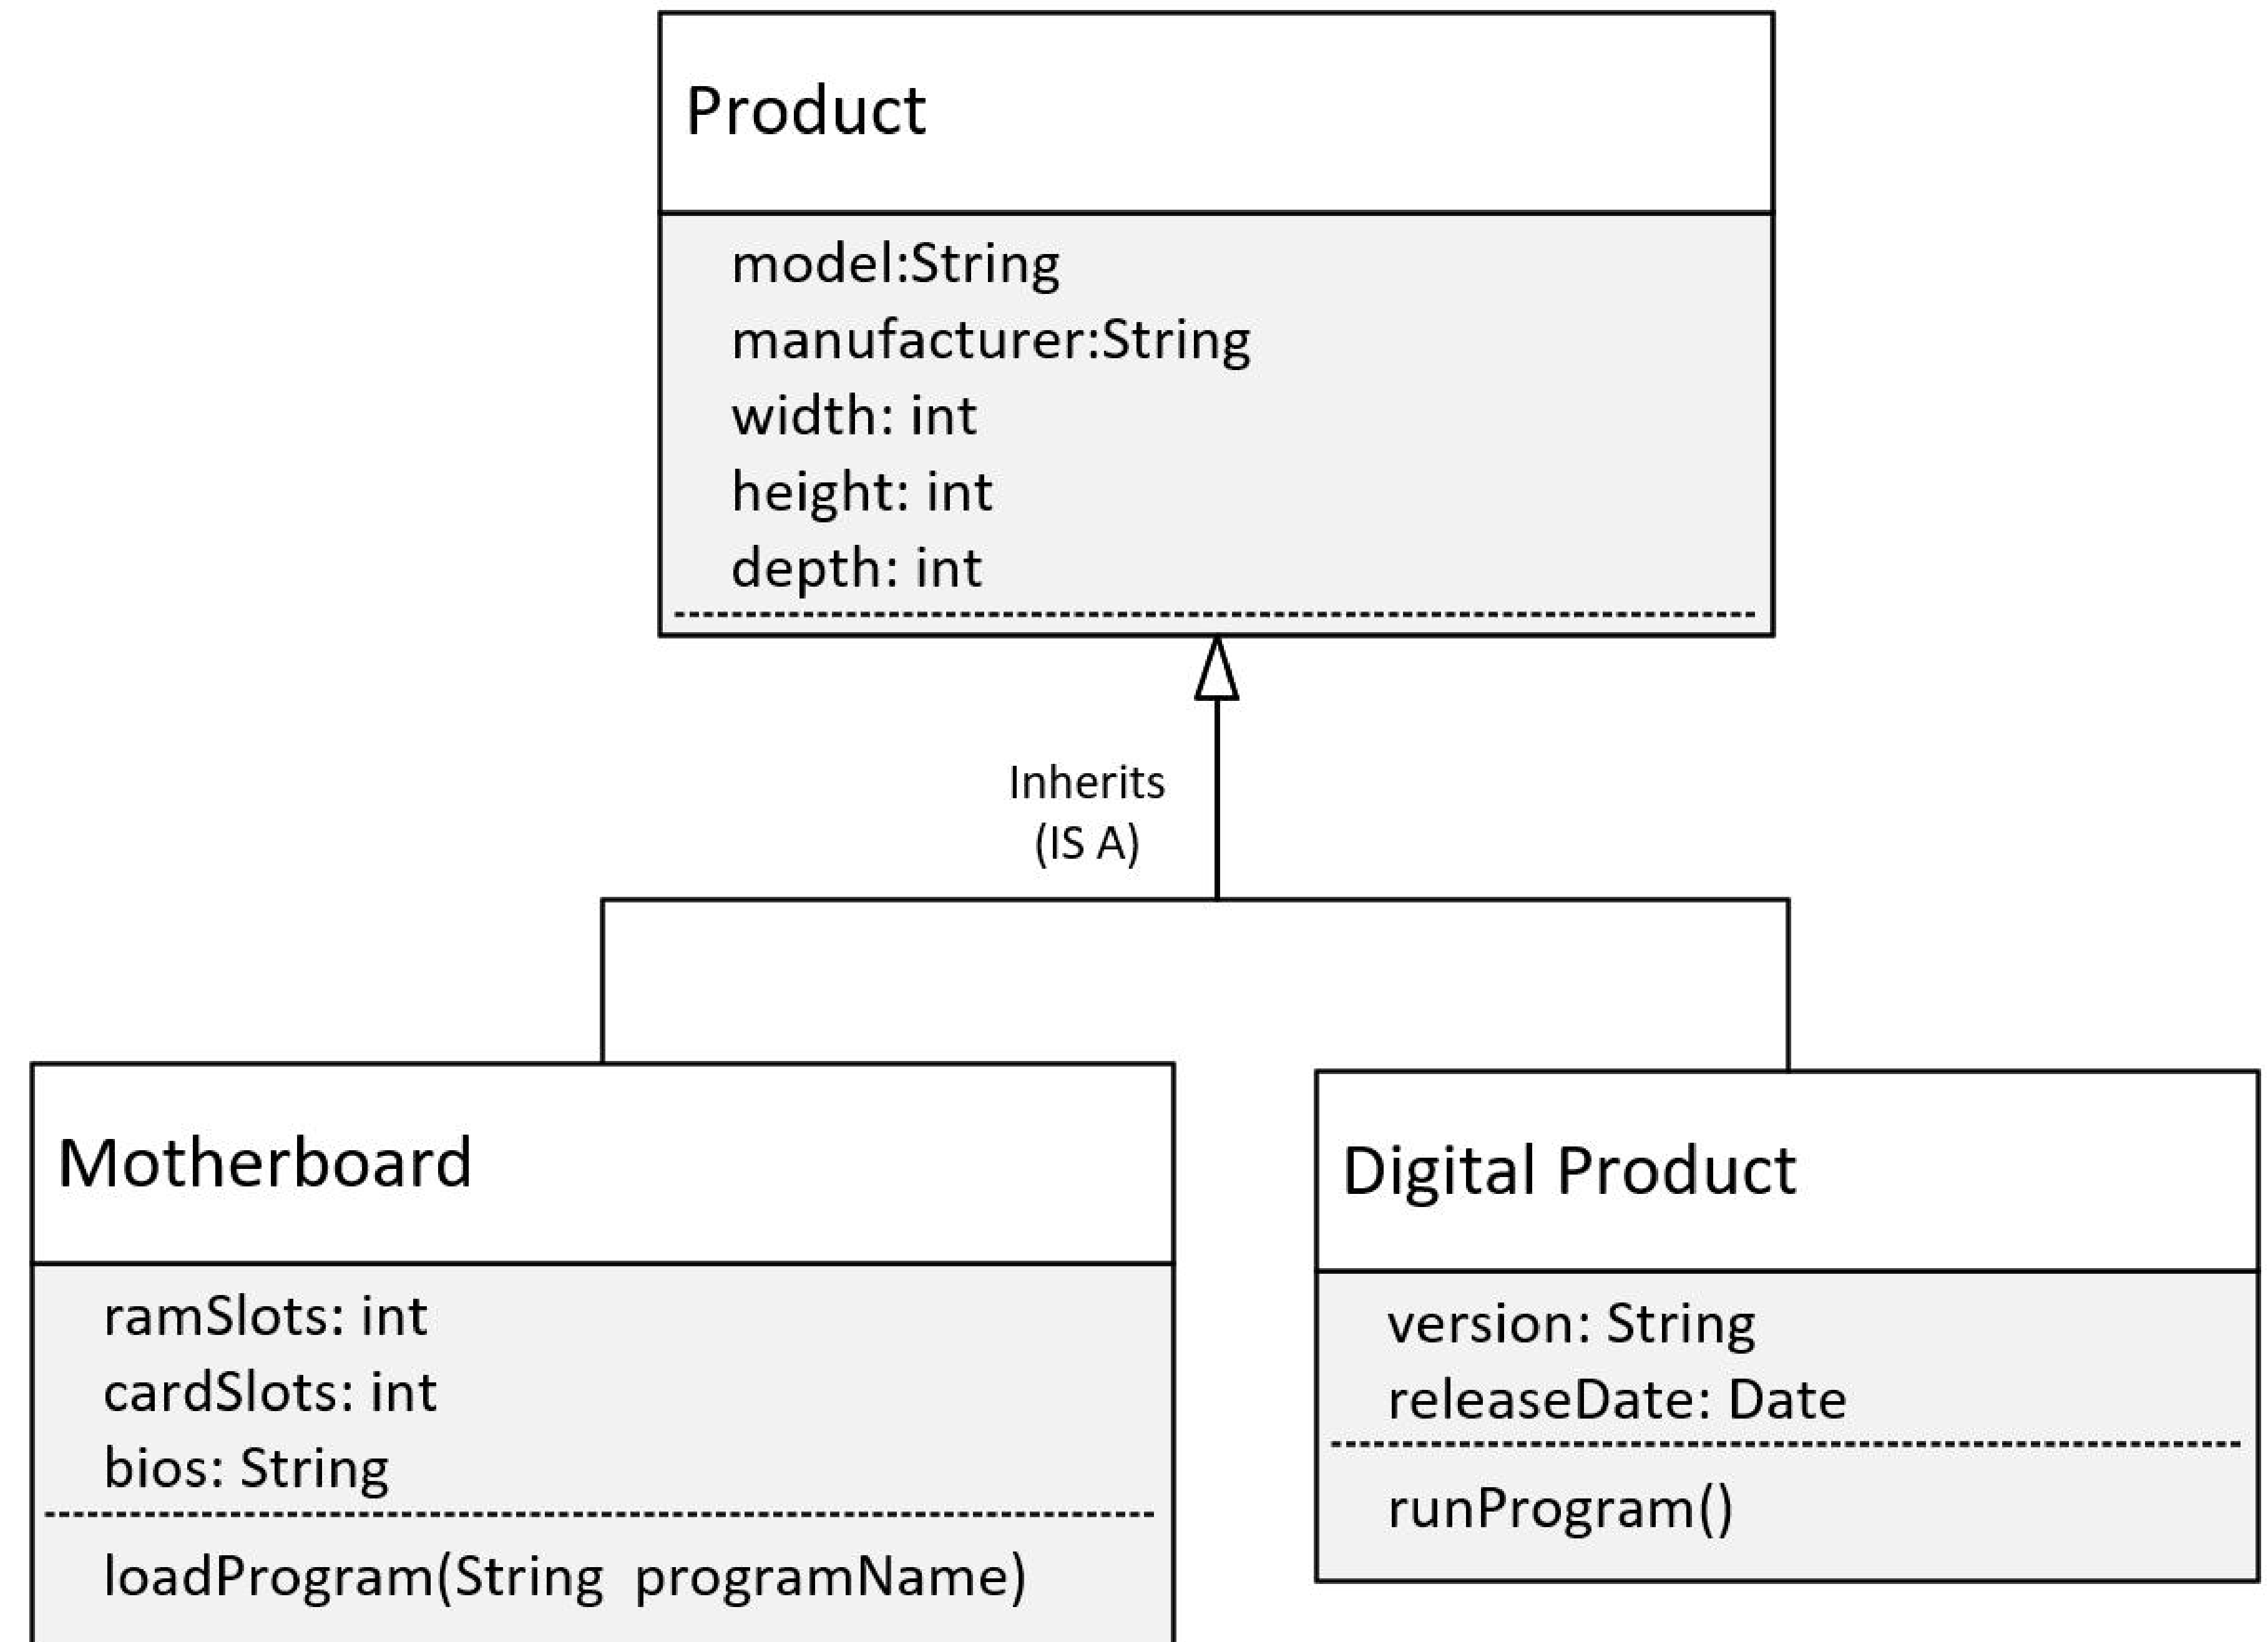 Product
model:String
manufacturer:String
width: int
height: int
depth: int
Inherits
(IS A)
Motherboard
ramSlots: int
cardSlots: int
bios: String
loadProgram(String  programName)
Digital Product
version: String
releaseDate: Date
runProgram()